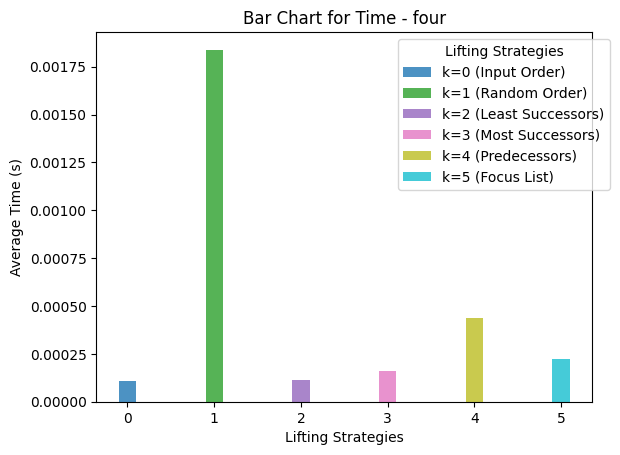 Bar Chart for Time - four
Lifting Strategies
k=0 (Input Order)
k=1 (Random Order)
k=2 (Least Successors)
k=3 (Most Successors)
k=4 (Predecessors)
k=5 (Focus List)
Average Time (s)
0.00175
0.00150
0.00125
0.00100
0.00075
0.00050
0.00025
0.00000
0 1 2 3 4 5
Lifting Strategies